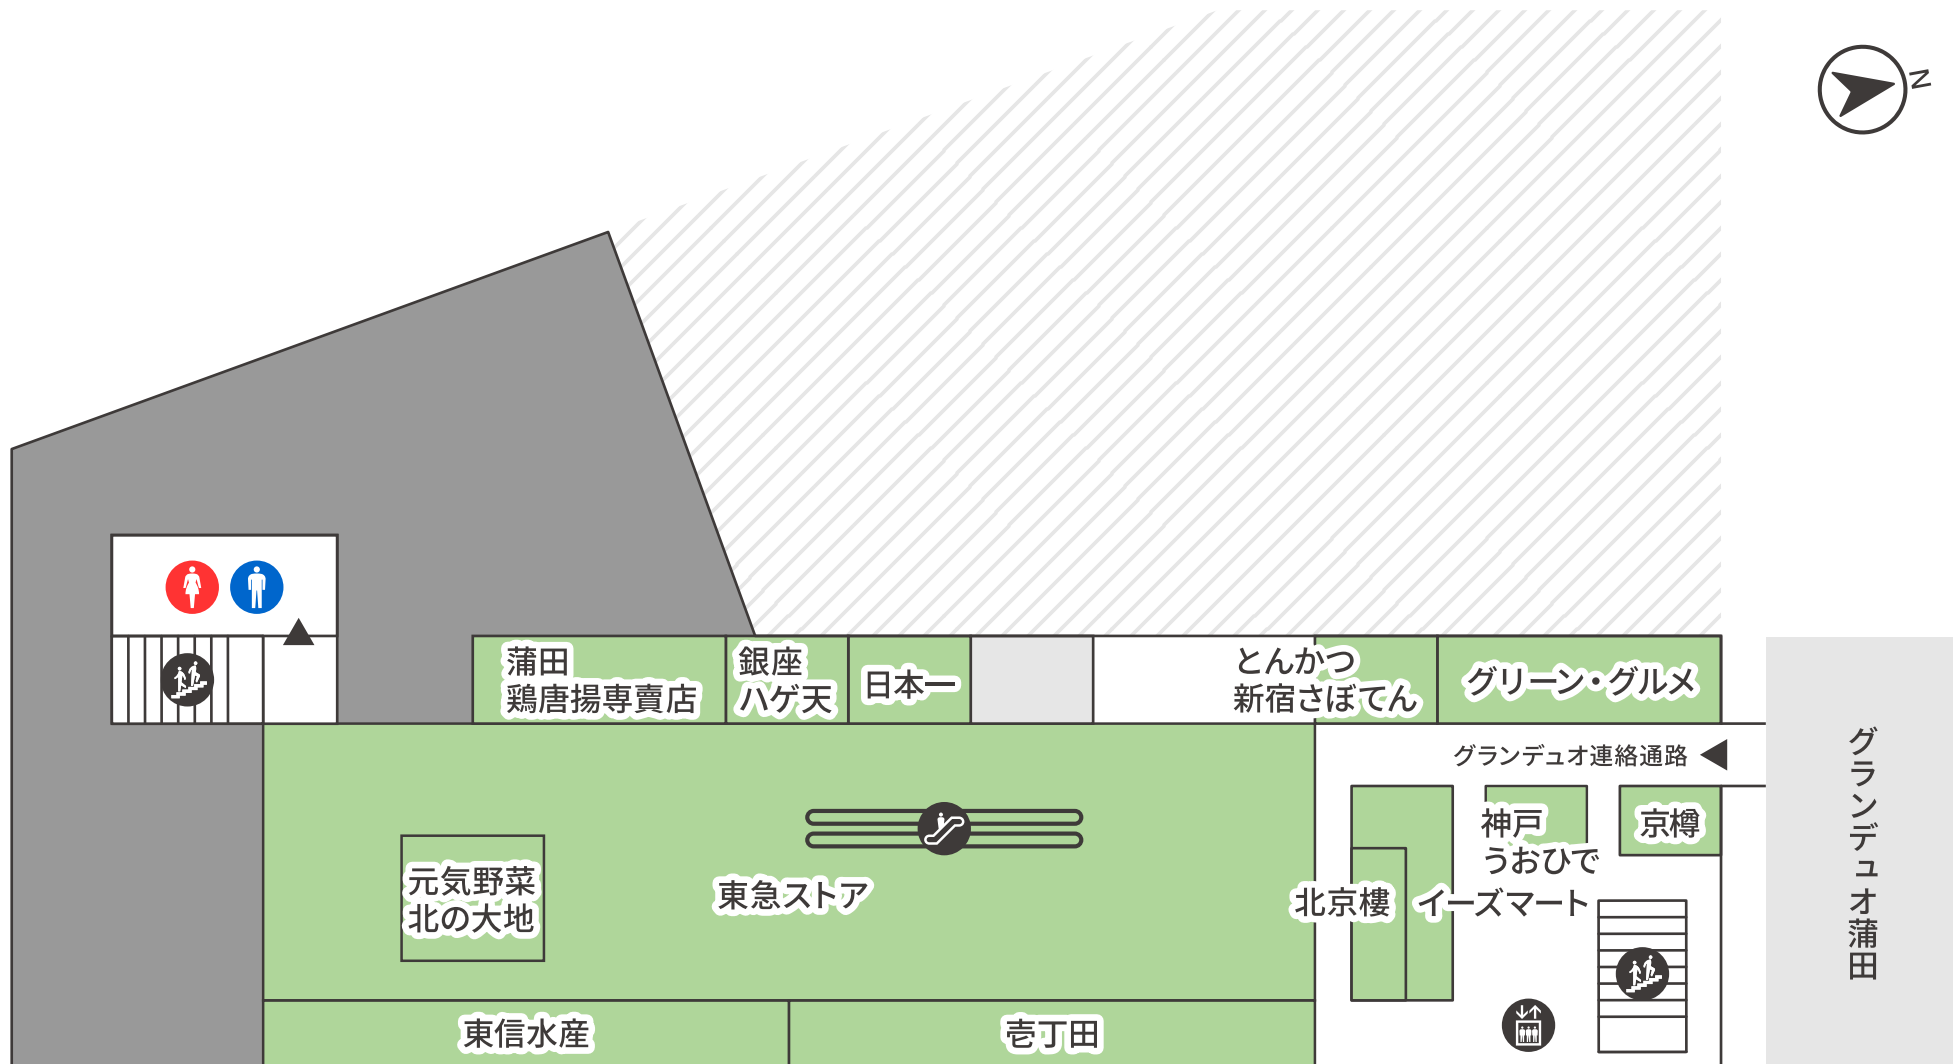 N
蒲田
鶏唐揚専賣店
銀座
ハゲ天
日本一
とんかつ
新宿さぼてん
グリーン・グルメ
グランデュオ連絡通路
グランデュオ蒲田
神戸
うおひで
京樽
元気野菜
北の大地
東急ストア
北京樓
イーズマート
東信水産
壱丁田